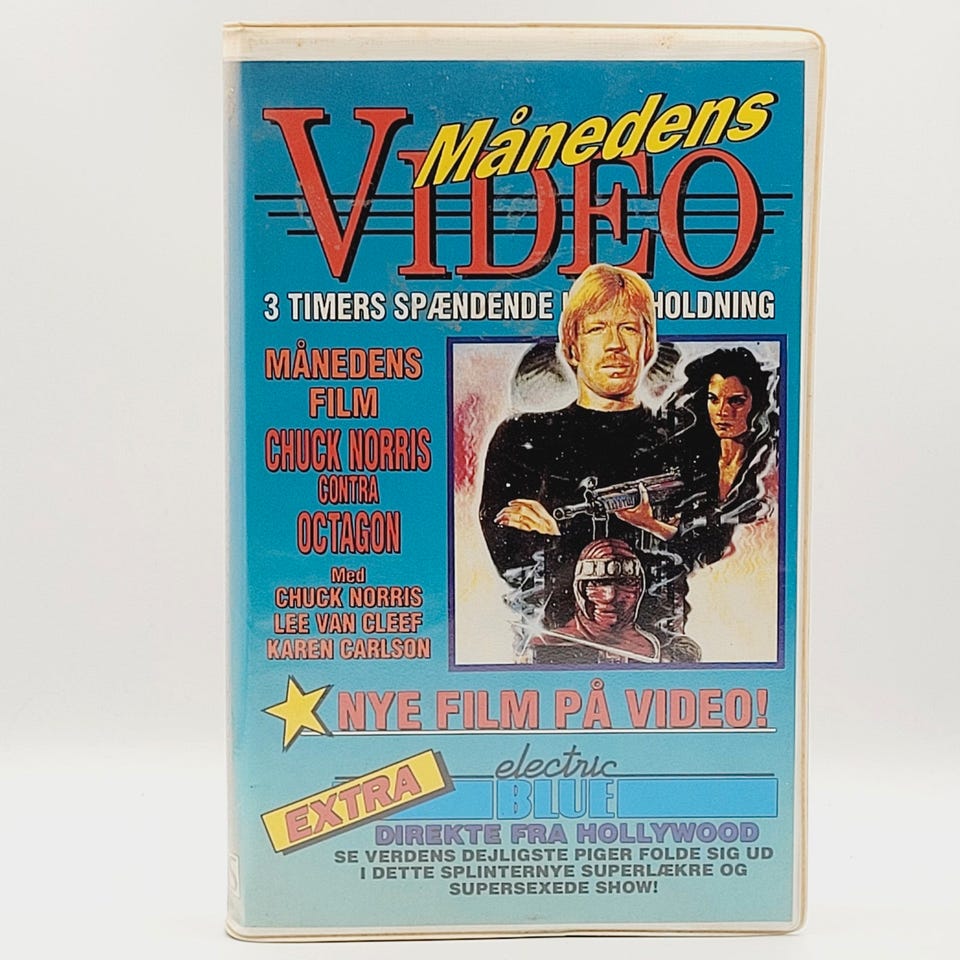 Månedens
VIDEO
3 TIMERS SPÆNDENDE HOLDNING
MÅNEDENS
FILM
CHUCK NORRIS
CONTRA
OCTAGON
Med
CHUCK NORRIS
LEE VAN CLEEF
KAREN CARLSON
NYE FILM PÅ VIDEO!
EXTRA
electric
BLUE
DIREKTE FRA HOLLYWOOD
SE VERDENS DEJLIGSTE PIGER FOLDE SIG UD
I DETTE SPLINTERNYE SUPERLÆKRE OG
SUPERSEXEDE SHOW!